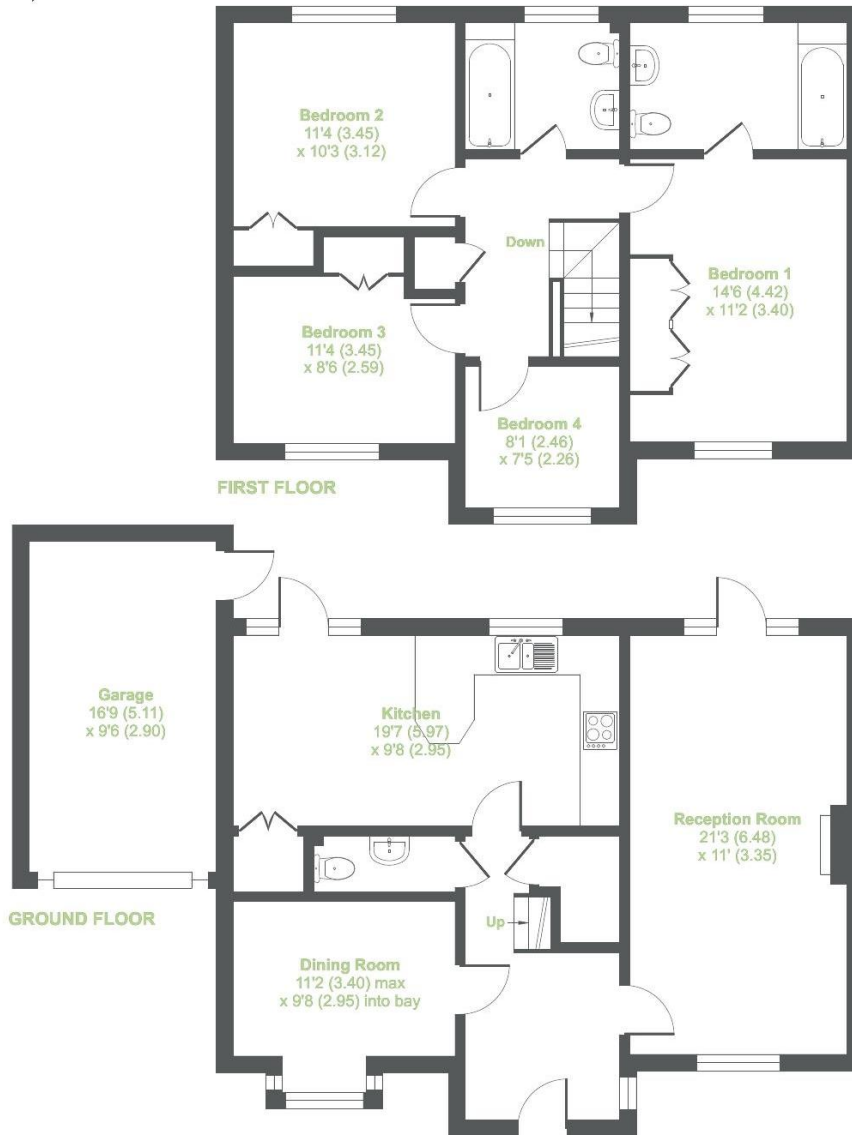 Bedroom 2
11'4 (3.45)
x 10'3 (3.12)
Down
Bedroom 1
14'6 (4.42)
x 11'2 (3.40)
Bedroom 3
11'4 (3.45)
x 8'6 (2.59)
Bedroom 4
8'1 (2.46)
x 7'5 (2.26)
FIRST FLOOR
Garage
16'9 (5.11)
x 9'6 (2.90)
Kitchen
19'7 (5.97)
x 9'8 (2.95)
Reception Room
21'3 (6.48)
x 11' (3.35)
GROUND FLOOR
Up
Dining Room
11'2 (3.40) max
x 9'8 (2.95) into bay